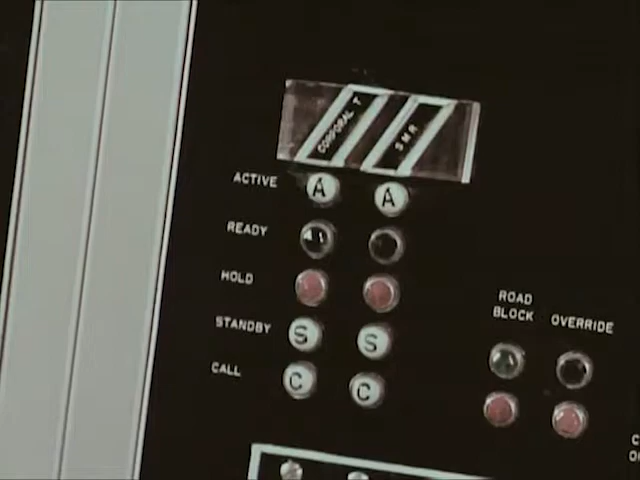 CORPORAL T
SMR
ACTIVE A A
READY
HOLD
STANDBY S S
CALL C C
ROAD
BLOCK
OVERRIDE